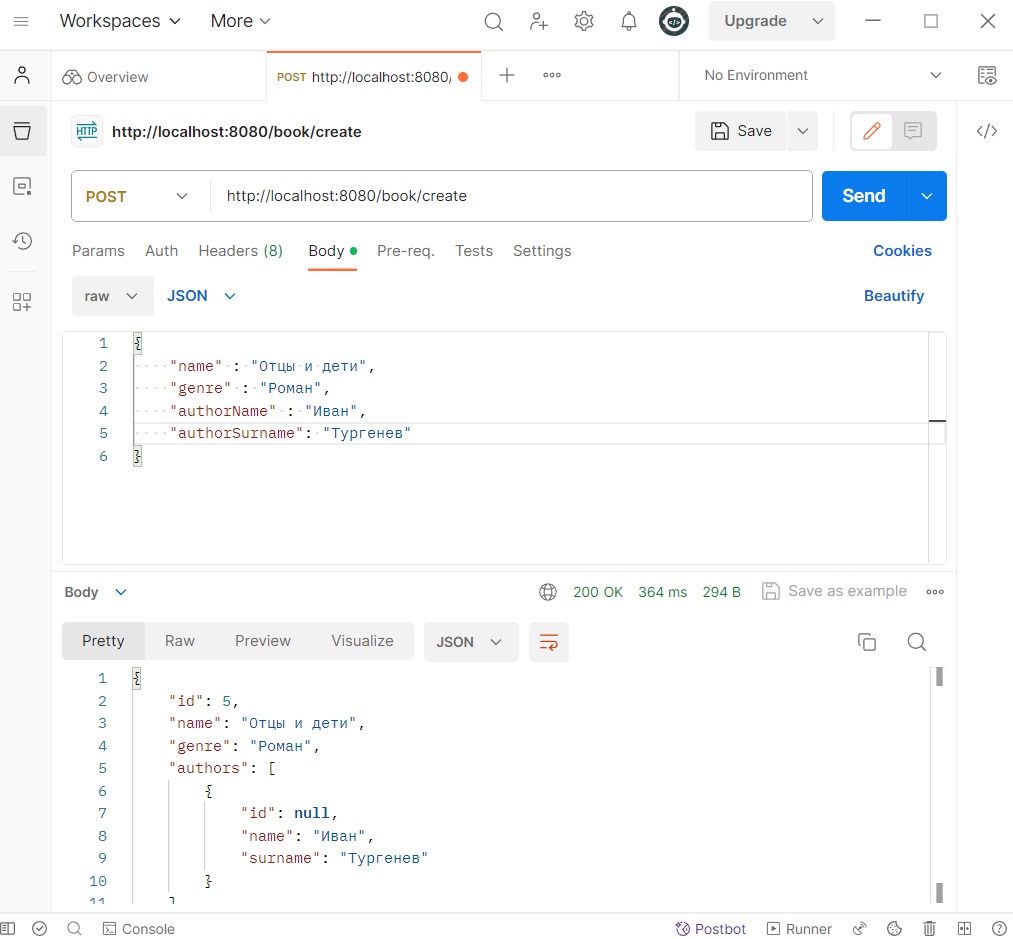 Workspaces More Upgrade
Overview POST http://localhost:8080/ No Environment
HTTP http://localhost:8080/book/create Save
POST http://localhost:8080/book/create Send
Params Auth Headers (8) Body Pre-req. Tests Settings Cookies
raw JSON Beautify
1 {
2 "name" : "Отцы и дети",
3 "genre" : "Роман",
4 "authorName" : "Иван",
5 "authorSurname": "Тургенев"
6 }
Body 200 OK 364 ms 294 B Save as example
Pretty Raw Preview Visualize JSON
1 {
2 "id": 5,
3 "name": "Отцы и дети",
4 "genre": "Роман",
5 "authors": [
6 {
7 "id": null,
8 "name": "Иван",
9 "surname": "Тургенев"
10 }
11 ]
Console Postbot Runner